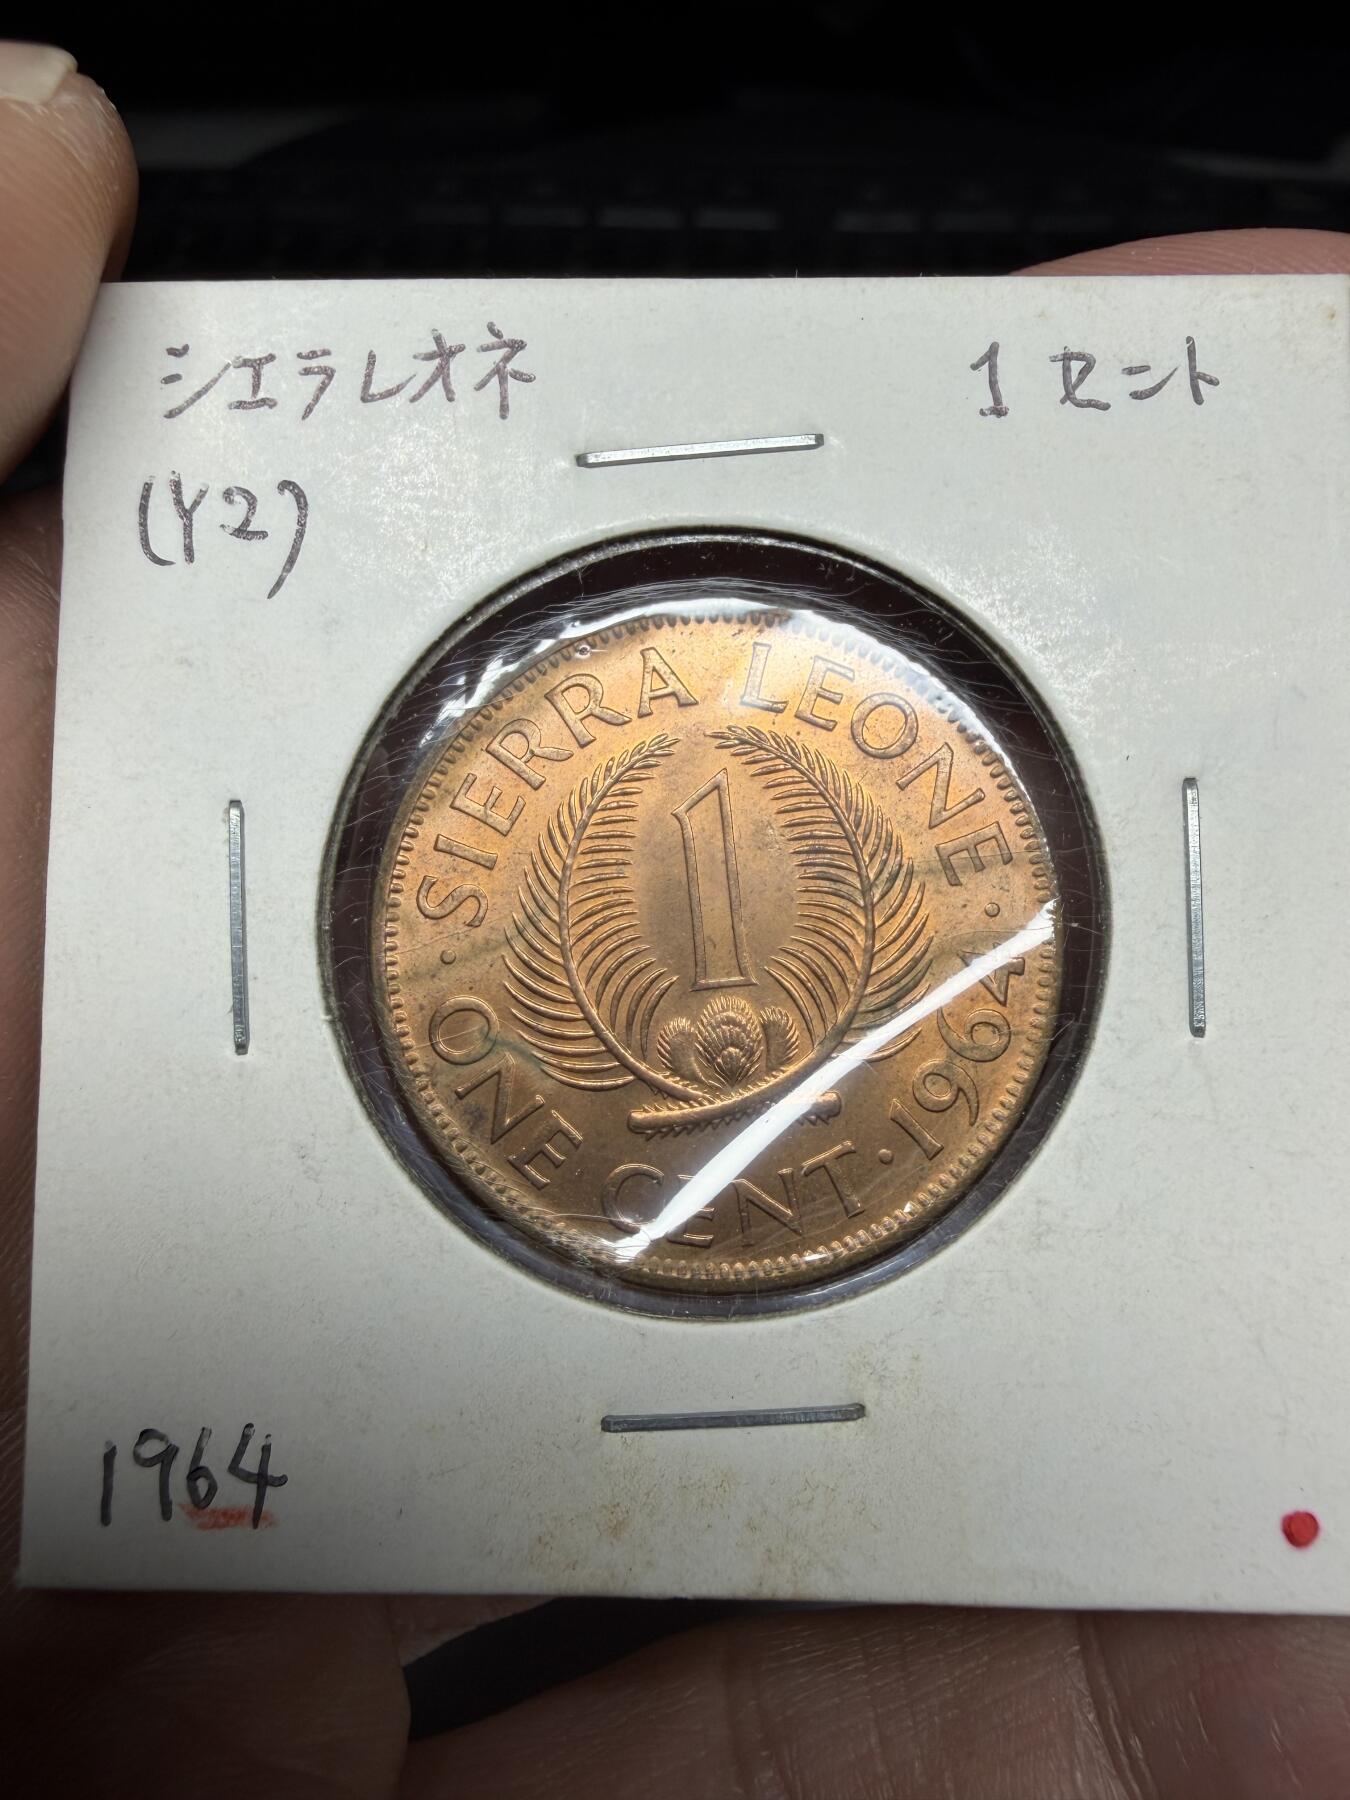 シエラレオネ 1 セント
(Y2)
· SIERRA LEONE ·
1
ONE CENT · 1964
1964